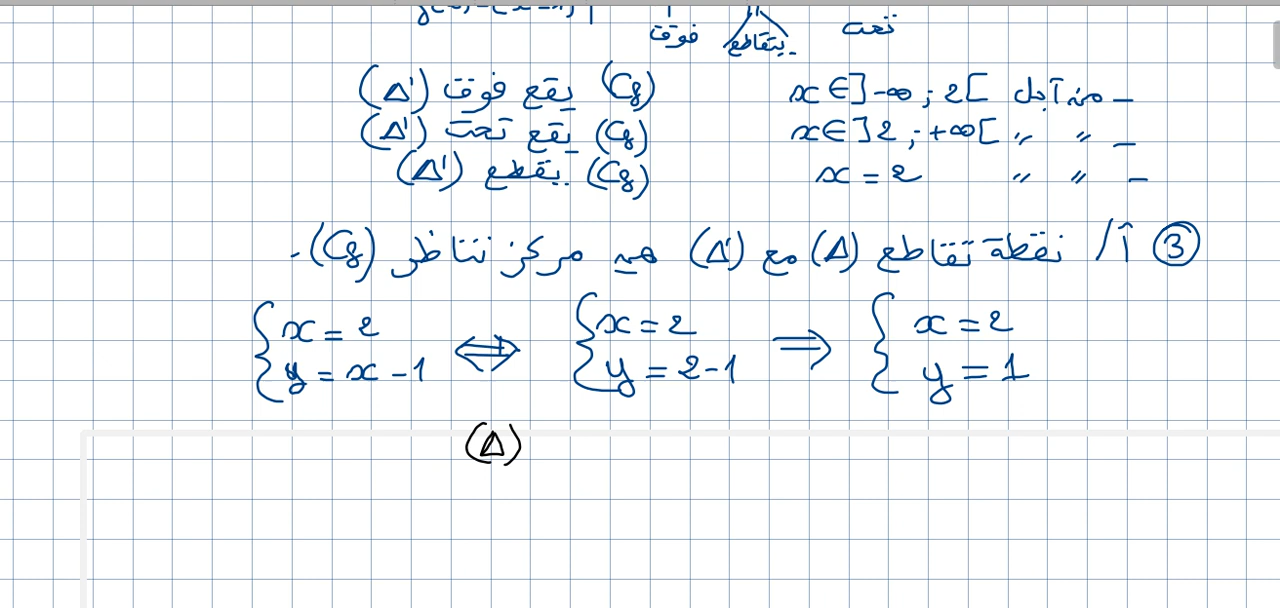 تحت يتقاطع فوق
- من أجل x∈]-∞; 2[ (Cg) يقع فوق (Δ')
- " " x∈]2; +∞[ (Cg) يقع تحت (Δ')
- " " x = 2 (Cg) يقطع (Δ')
③ أ/ نقطة تقاطع (Δ) مع (Δ') هي مركز تناظر (Cg).
{x = 2 ⇔ {x = 2 ⇒ {x = 2
{y = x - 1 {y = 2 - 1 {y = 1
(Δ)